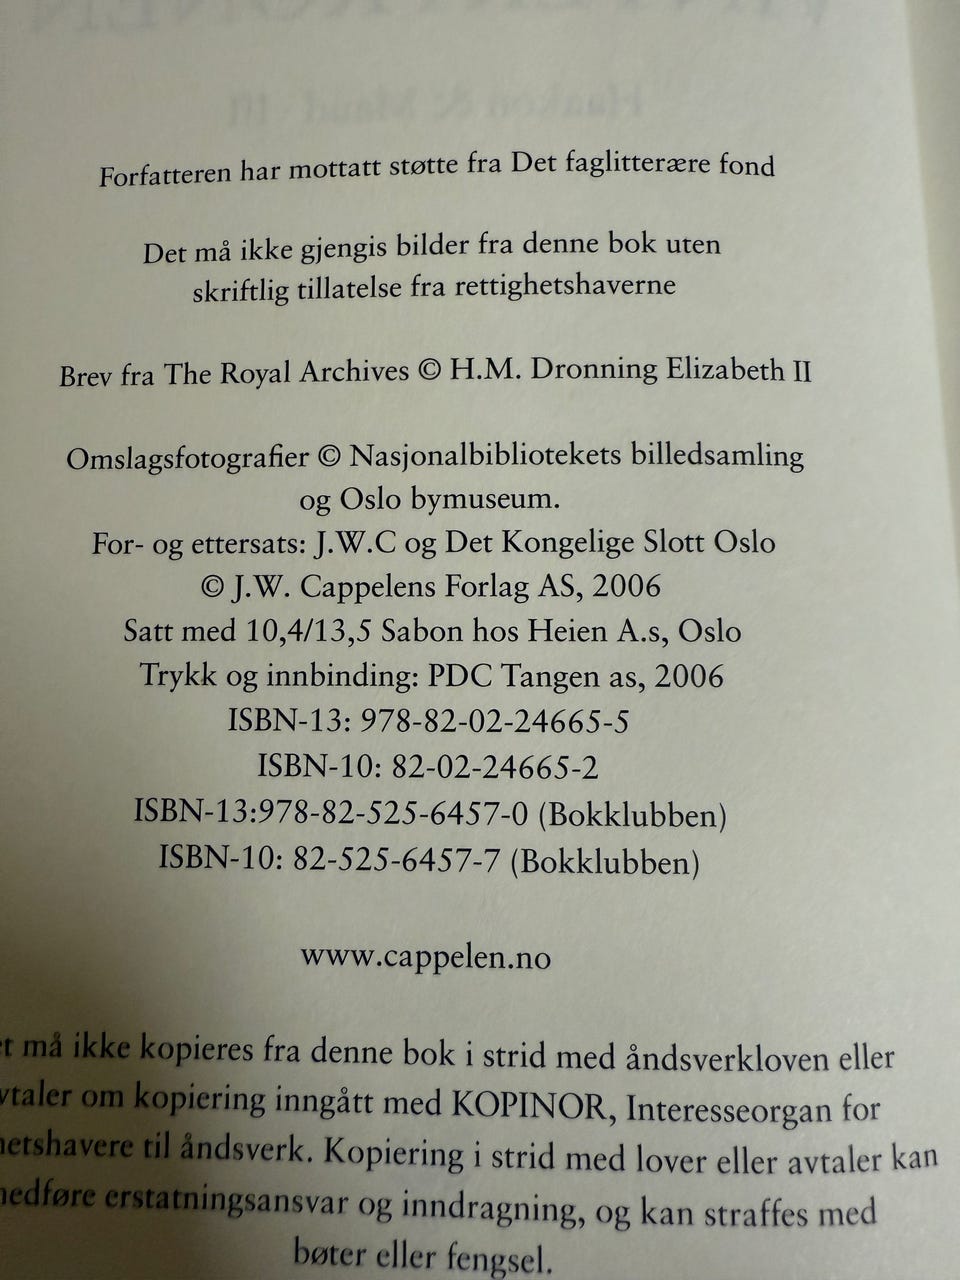 Forfatteren har mottatt støtte fra Det faglitterære fond
Det må ikke gjengis bilder fra denne bok uten
skriftlig tillatelse fra rettighetshaverne
Brev fra The Royal Archives © H.M. Dronning Elizabeth II
Omslagsfotografier © Nasjonalbibliotekets billedsamling
og Oslo bymuseum.
For- og ettersats: J.W.C og Det Kongelige Slott Oslo
© J.W. Cappelens Forlag AS, 2006
Satt med 10,4/13,5 Sabon hos Heien A.s, Oslo
Trykk og innbinding: PDC Tangen as, 2006
ISBN-13: 978-82-02-24665-5
ISBN-10: 82-02-24665-2
ISBN-13:978-82-525-6457-0 (Bokklubben)
ISBN-10: 82-525-6457-7 (Bokklubben)
www.cappelen.no
må ikke kopieres fra denne bok i strid med åndsverkloven eller
om kopiering inngått med KOPINOR, Interesseorgan for
til åndsverk. Kopiering i strid med lover eller avtaler kan
erstatningsansvar og inndragning, og kan straffes med
bøter eller fengsel.